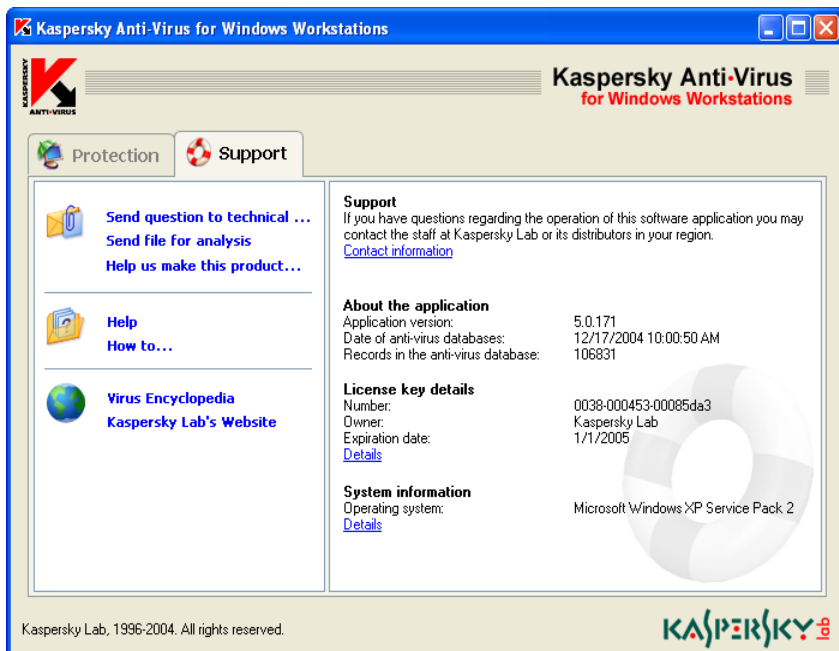 Kaspersky Anti-Virus for Windows Workstations
KASPERSKY
ANTI-VIRUS
Kaspersky Anti·Virus
for Windows Workstations
Protection
Support
Send question to technical ...
Send file for analysis
Help us make this product...
Help
How to...
Virus Encyclopedia
Kaspersky Lab's Website
Support
If you have questions regarding the operation of this software application you may
contact the staff at Kaspersky Lab or its distributors in your region.
Contact information
About the application
Application version: 5.0.171
Date of anti-virus databases: 12/17/2004 10:00:50 AM
Records in the anti-virus database: 106831
License key details
Number: 0038-000453-00085da3
Owner: Kaspersky Lab
Expiration date: 1/1/2005
Details
System information
Operating system: Microsoft Windows XP Service Pack 2
Details
Kaspersky Lab, 1996-2004. All rights reserved.
KASPERSKY lab